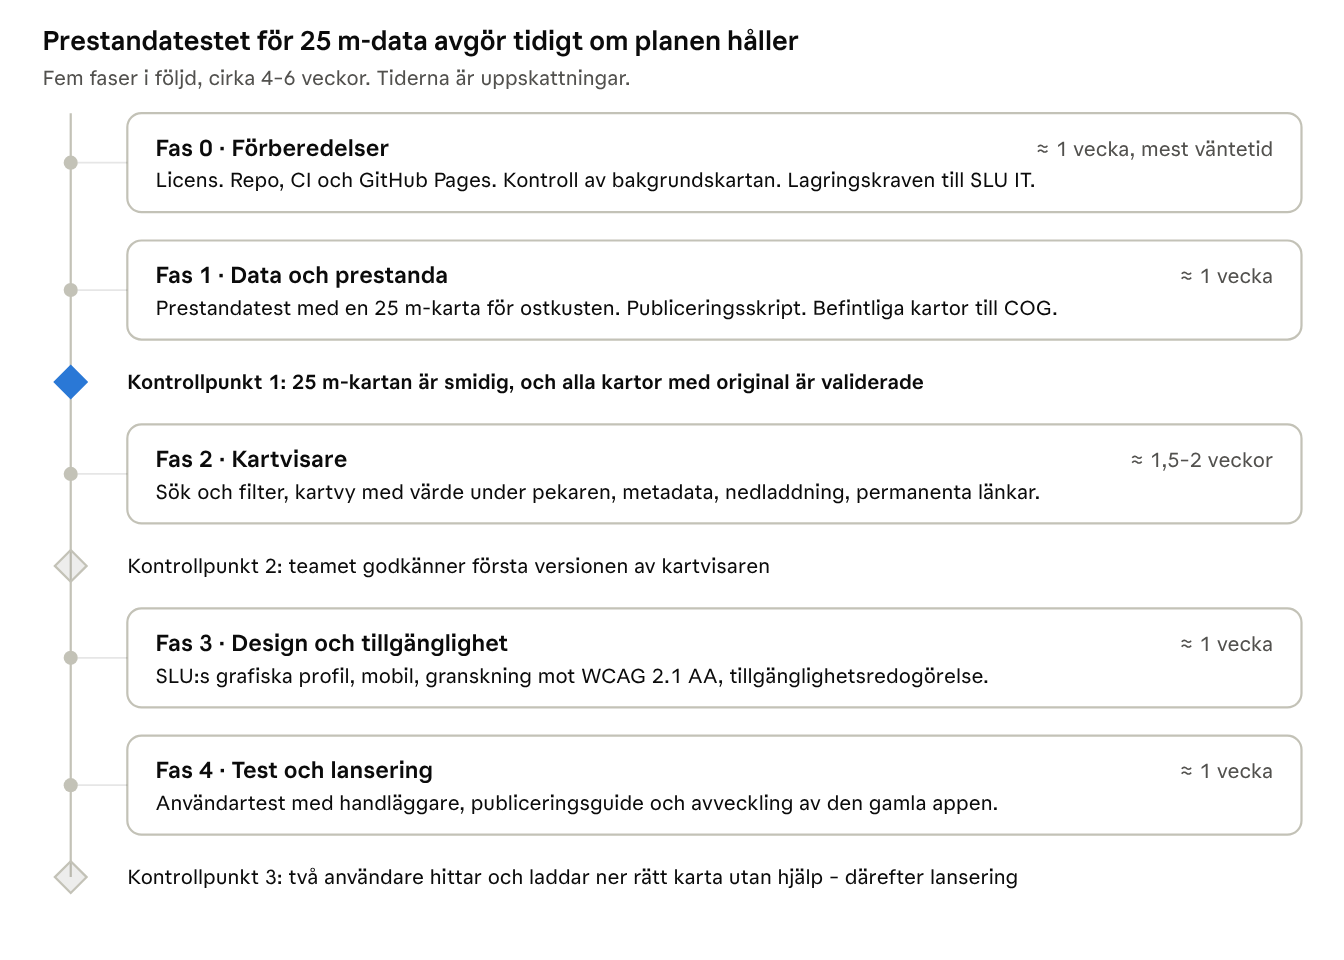 Prestandatestet för 25 m-data avgör tidigt om planen håller
Fem faser i följd, cirka 4–6 veckor. Tiderna är uppskattningar.
Fas 0 · Förberedelser
≈ 1 vecka, mest väntetid
Licens. Repo, CI och GitHub Pages. Kontroll av bakgrundskartan. Lagringskraven till SLU IT.
Fas 1 · Data och prestanda
≈ 1 vecka
Prestandatest med en 25 m-karta för ostkusten. Publiceringsskript. Befintliga kartor till COG.
Kontrollpunkt 1: 25 m-kartan är smidig, och alla kartor med original är validerade
Fas 2 · Kartvisare
≈ 1,5–2 veckor
Sök och filter, kartvy med värde under pekaren, metadata, nedladdning, permanenta länkar.
Kontrollpunkt 2: teamet godkänner första versionen av kartvisaren
Fas 3 · Design och tillgänglighet
≈ 1 vecka
SLU:s grafiska profil, mobil, granskning mot WCAG 2.1 AA, tillgänglighetsredogörelse.
Fas 4 · Test och lansering
≈ 1 vecka
Användartest med handläggare, publiceringsguide och avveckling av den gamla appen.
Kontrollpunkt 3: två användare hittar och laddar ner rätt karta utan hjälp – därefter lansering